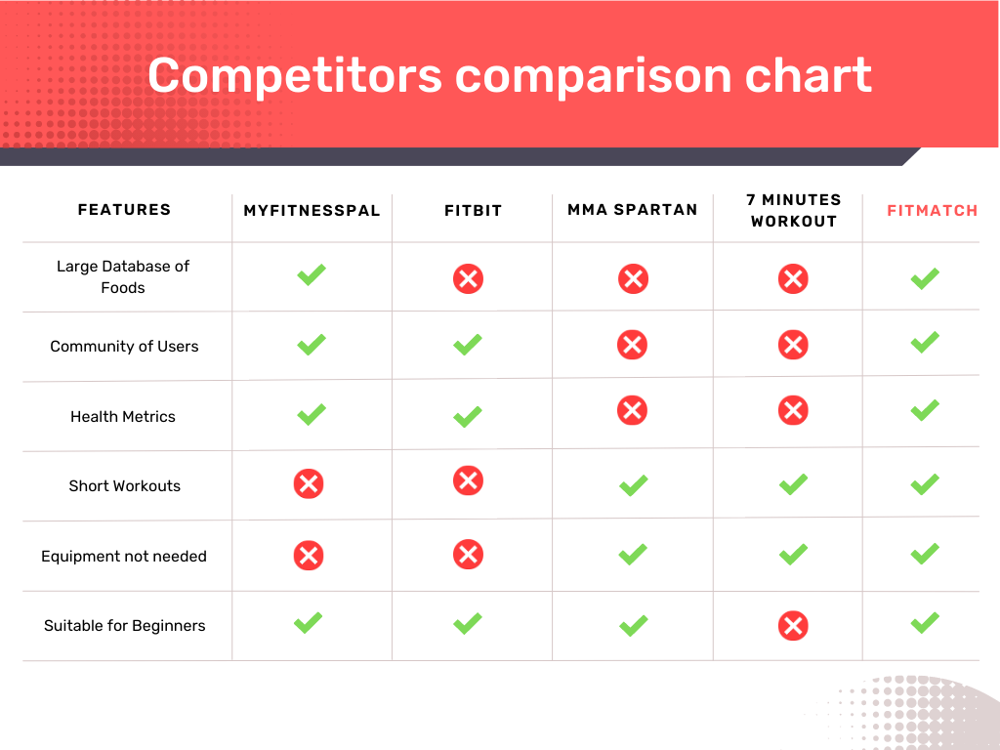 Competitors comparison chart
FEATURES
MYFITNESSPAL
FITBIT
MMA SPARTAN
7 MINUTES
WORKOUT
FITMATCH
Large Database of
Foods
Community of Users
Health Metrics
Short Workouts
Equipment not needed
Suitable for Beginners